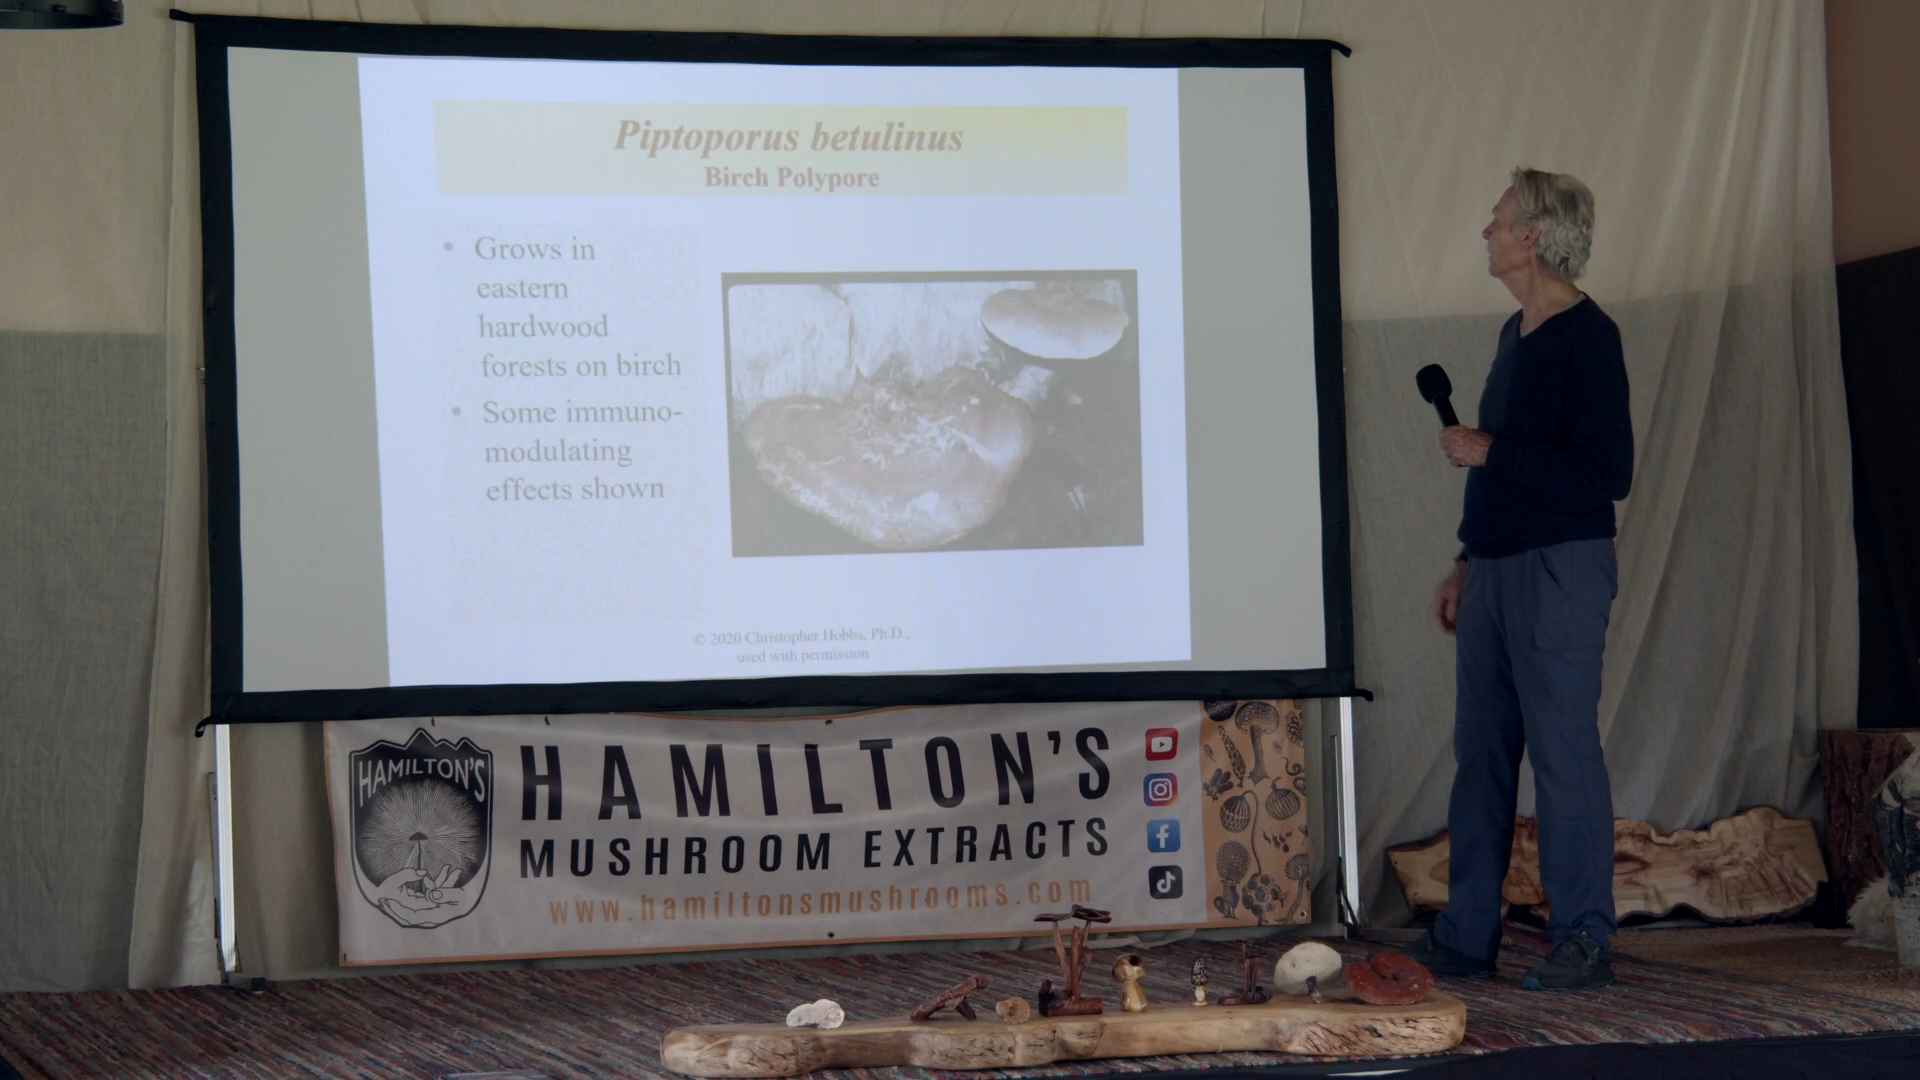 Piptoporus betulinus
Birch Polypore
• Grows in
eastern
hardwood
forests on birch
• Some immuno-
modulating
effects shown
© 2020 Christopher Hobbs, Ph.D.,
used with permission
HAMILTON'S
HAMILTON'S
MUSHROOM EXTRACTS
www.hamiltonsmushrooms.com